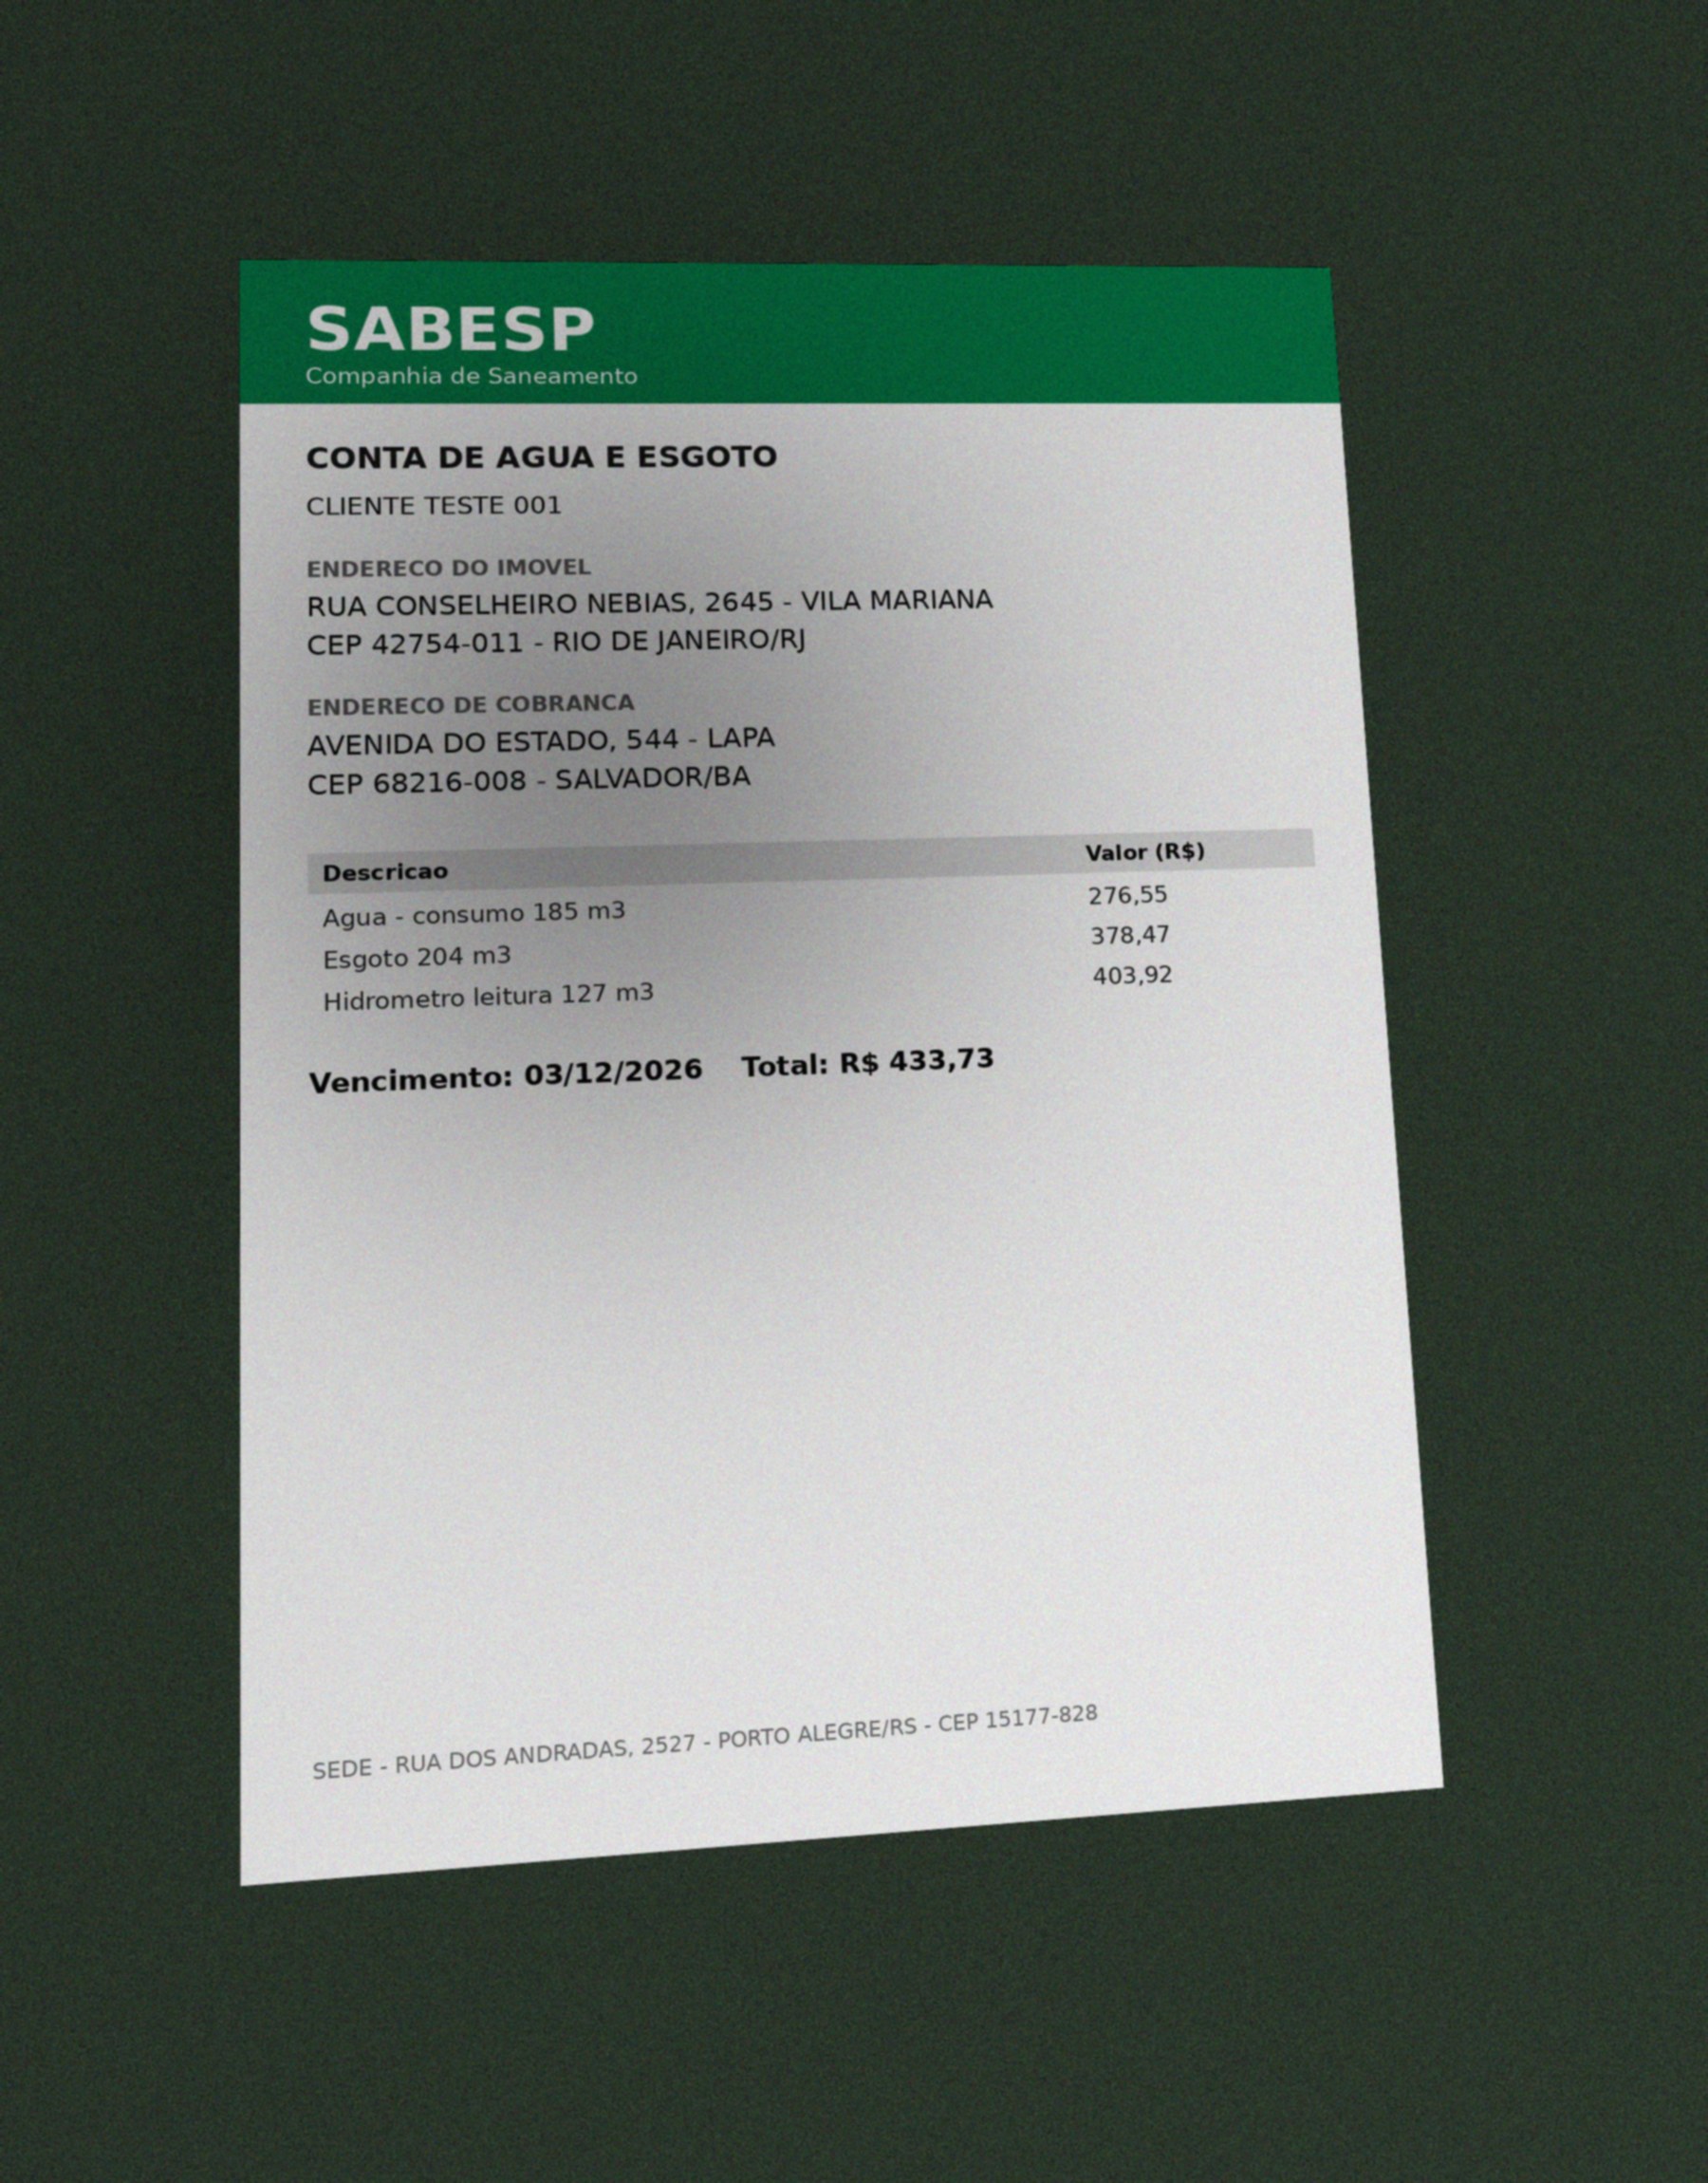 SABESP
Companhia de Saneamento
CONTA DE AGUA E ESGOTO
CLIENTE TESTE 001
ENDERECO DO IMOVEL
RUA CONSELHEIRO NEBIAS, 2645 - VILA MARIANA
CEP 42754-011 - RIO DE JANEIRO/RJ
ENDERECO DE COBRANCA
AVENIDA DO ESTADO, 544 - LAPA
CEP 68216-008 - SALVADOR/BA
Descricao Valor (R$)
Agua - consumo 185 m3 276,55
Esgoto 204 m3 378,47
Hidrometro leitura 127 m3 403,92
Vencimento: 03/12/2026 Total: R$ 433,73
SEDE - RUA DOS ANDRADAS, 2527 - PORTO ALEGRE/RS - CEP 15177-828